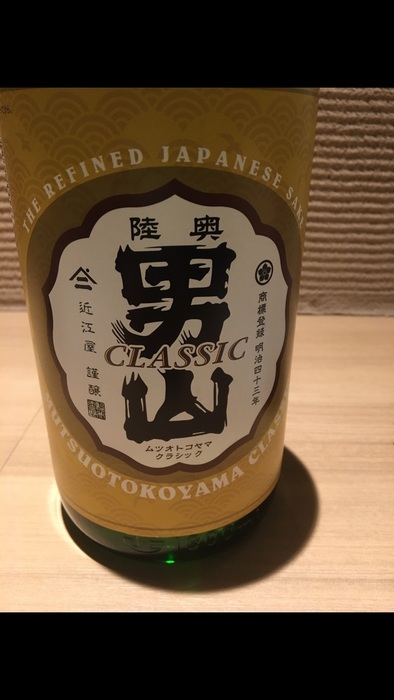 THE REFINED JAPANESE SAKE
陸奥
男山
CLASSIC
商標登録 明治四十三年
近江屋 謹醸
ムツオトコヤマ
クラシック
MUTSUOTOKOYAMA CLASSIC